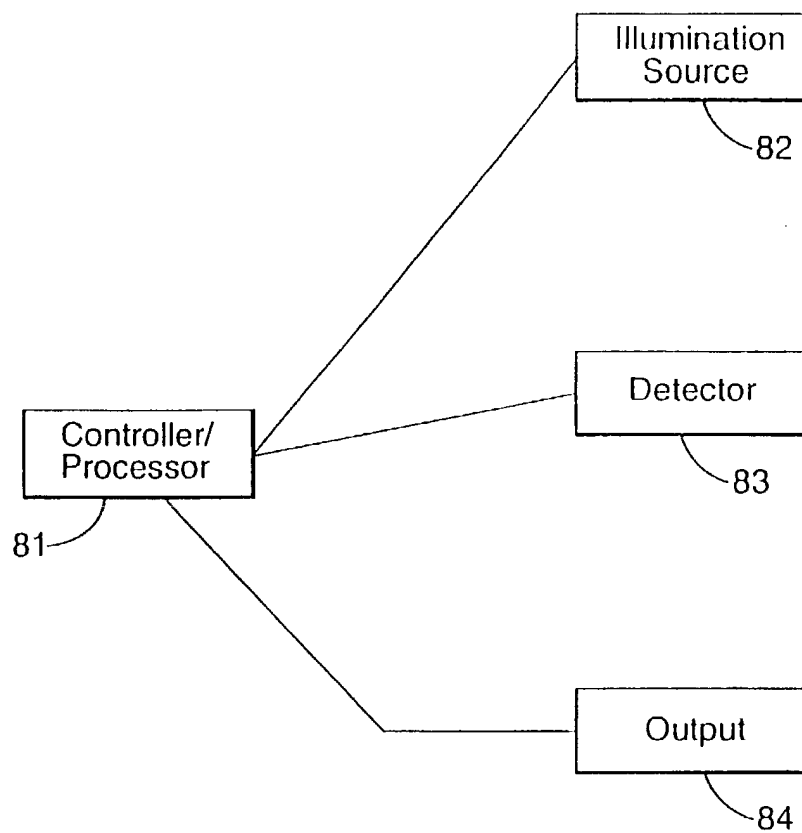 Illumination
Source
82
Detector
83
Controller/
Processor
81
Output
84